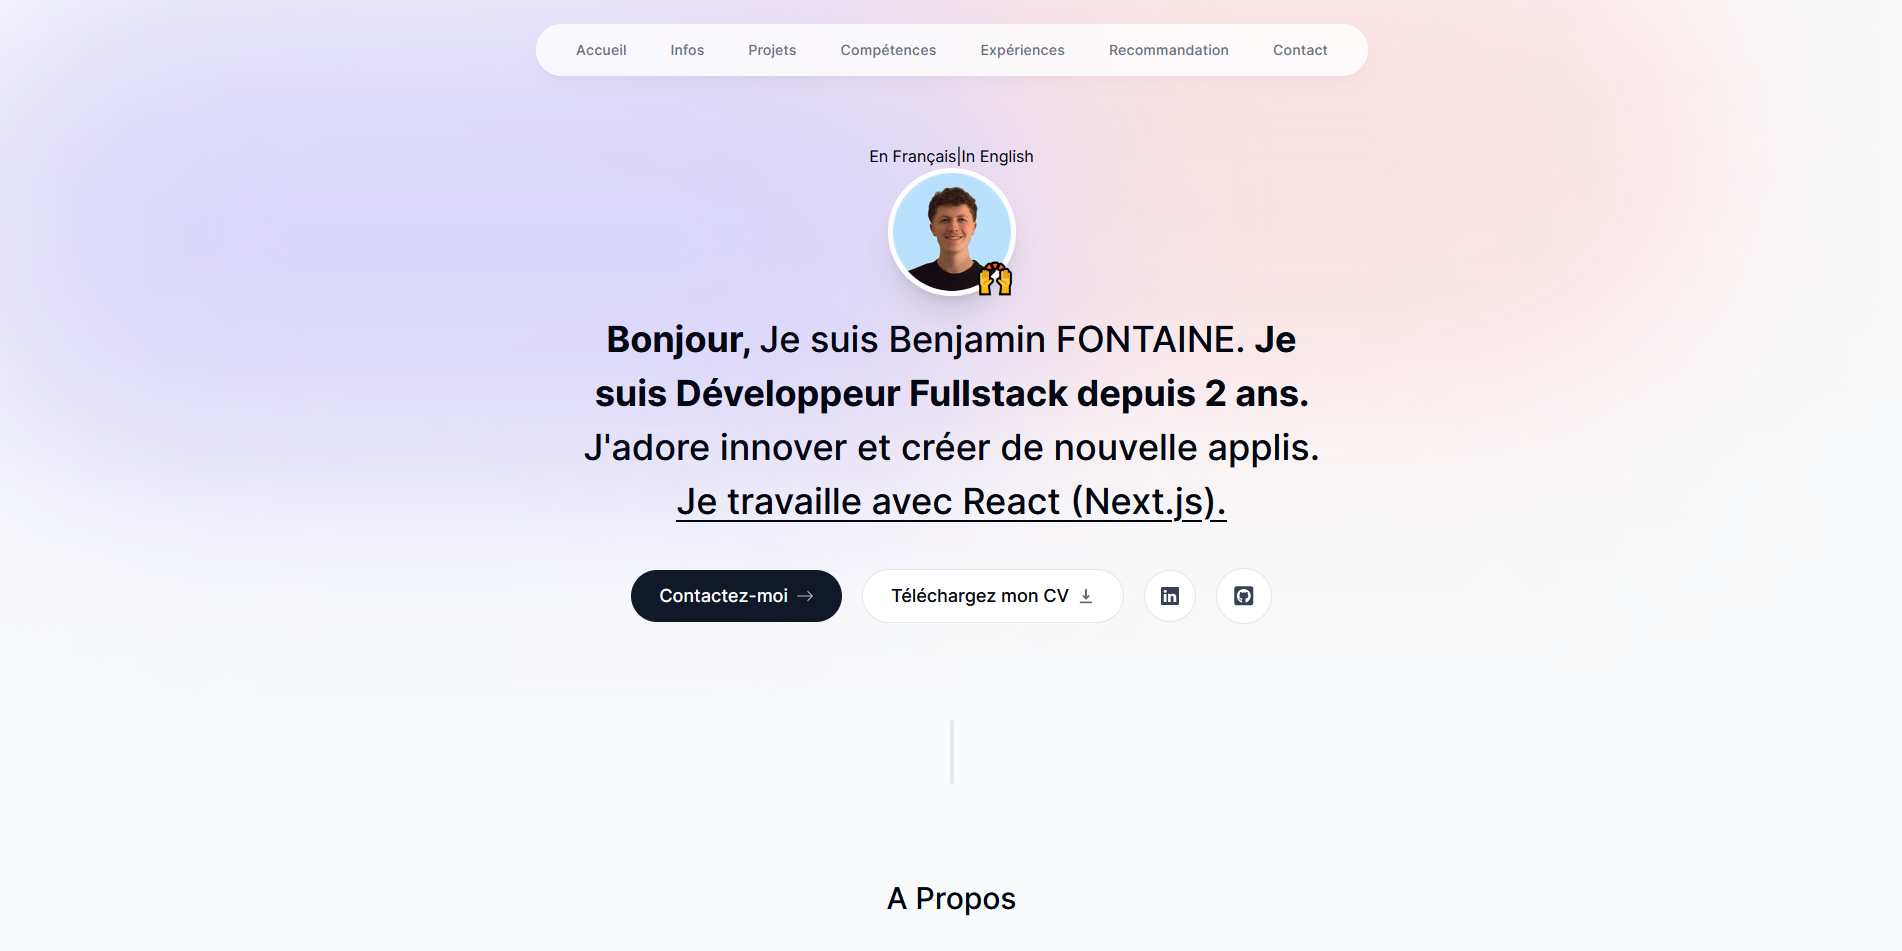 Accueil Infos Projets Compétences Expériences Recommandation Contact
En Français|In English
Bonjour, Je suis Benjamin FONTAINE. Je
suis Développeur Fullstack depuis 2 ans.
J'adore innover et créer de nouvelle applis.
Je travaille avec React (Next.js).
Contactez-moi Téléchargez mon CV in
A Propos